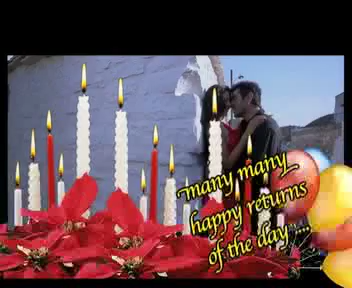 many many
happy returns
of the day ....